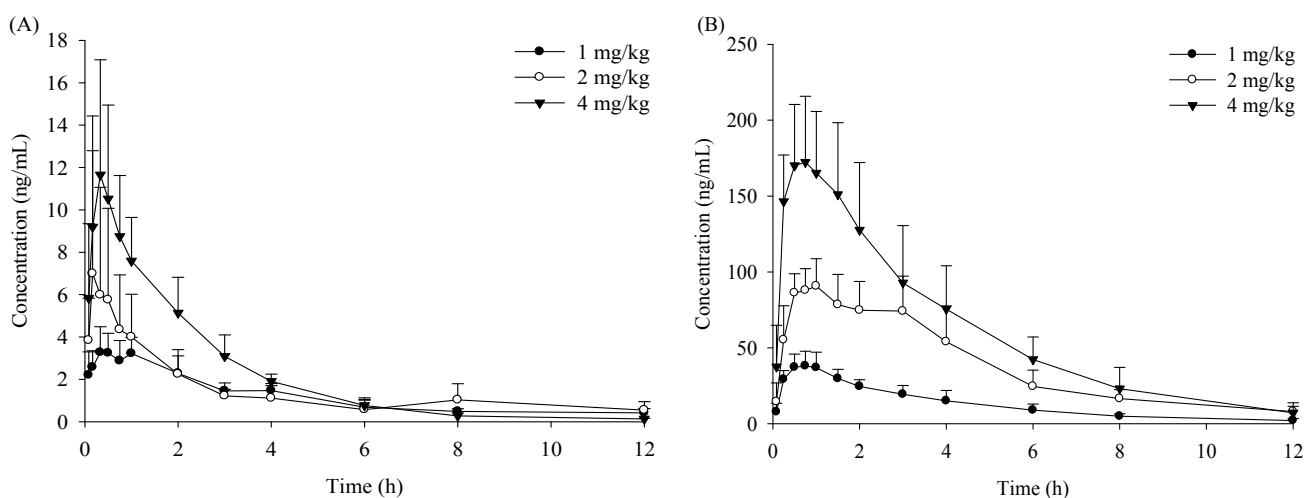 (A)
18
16
14
12
10
8
6
4
2
0
Concentration (ng/mL)
0 2 4 6 8 10 12
Time (h)
1 mg/kg
2 mg/kg
4 mg/kg
(B)
250
200
150
100
50
0
Concentration (ng/mL)
0 2 4 6 8 10 12
Time (h)
1 mg/kg
2 mg/kg
4 mg/kg